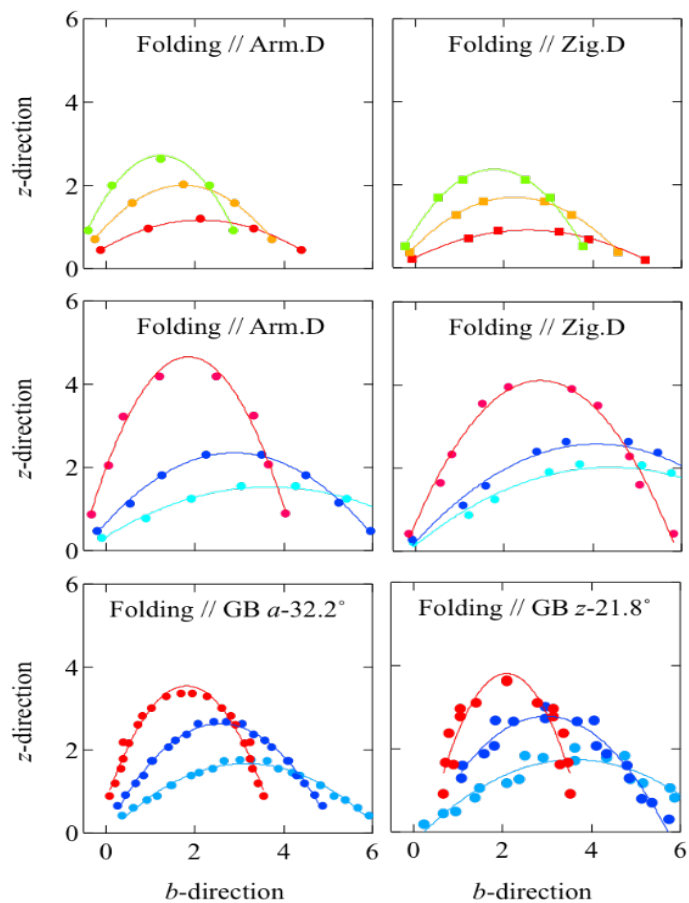 6
Folding // Arm.D
Folding // Zig.D
4
z-direction
2
0
6
Folding // Arm.D
Folding // Zig.D
4
z-direction
2
0
6
Folding // GB a-32.2°
Folding // GB z-21.8°
4
z-direction
2
0
0 2 4 6 0 2 4 6
b-direction b-direction